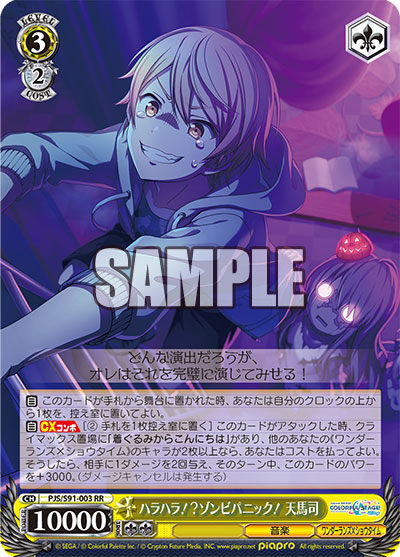 LEVEL
3
2
COST
SAMPLE
どんな演出だろうが、
オレはそれを完璧に演じてみせる！
【自】 このカードが手札から舞台に置かれた時、あなたは自分のクロックの上か
ら1枚を、控え室に置いてよい。
【自】 CXコンボ [② 手札を1枚控え室に置く] このカードがアタックした時、クラ
イマックス置場に「着ぐるみからこんにちは」があり、他のあなたの《ワンダー
ランズ×ショウタイム》のキャラが2枚以上なら、あなたはコストを払ってよい。そ
うしたら、相手に1ダメージを2回与え、そのターン中、このカードのパワー
を+3000。（ダメージキャンセルは発生する）
CH PJS/S91-003 RR
ハラハラ！？ゾンビパニック！ 天馬司
10000
音楽
ワンダーランズ×ショウタイム
COLORFUL STAGE!
© SEGA / © Colorful Palette Inc. / © Crypton Future Media, INC. www.piapro.net piapro All rights reserved.